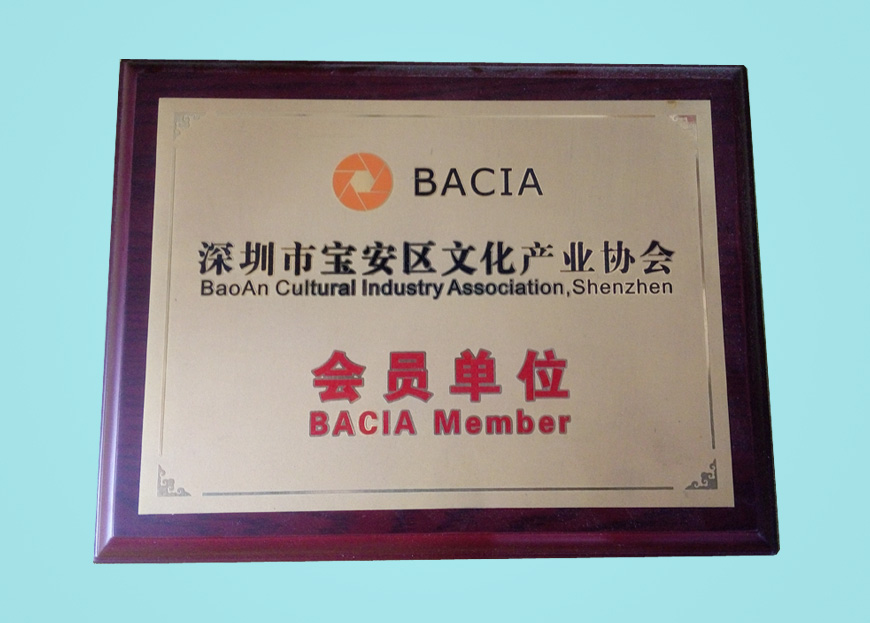 BACIA
深圳市宝安区文化产业协会
BaoAn Cultural Industry Association,Shenzhen
会员单位
BACIA Member